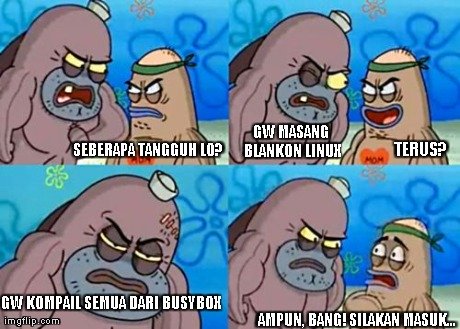 SEBERAPA TANGGUH LO?
MOM
GW MASANG
BLANKON LINUX
TERUS?
MOM
GW KOMPAIL SEMUA DARI BUSYBOX
AMPUN, BANG! SILAKAN MASUK...
imgflip.com